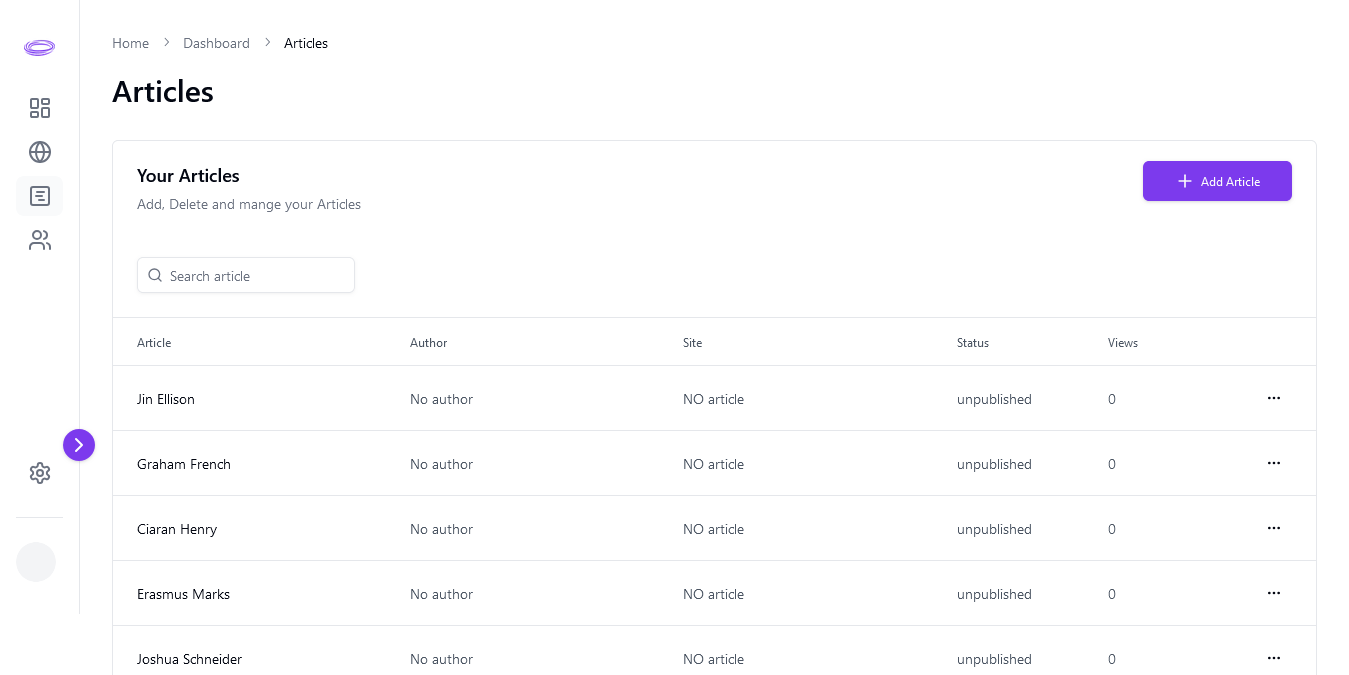 Home > Dashboard > Articles
Articles
Your Articles
Add, Delete and mange your Articles
Add Article
Search article
Article Author Site Status Views
Jin Ellison No author NO article unpublished 0
Graham French No author NO article unpublished 0
Ciaran Henry No author NO article unpublished 0
Erasmus Marks No author NO article unpublished 0
Joshua Schneider No author NO article unpublished 0